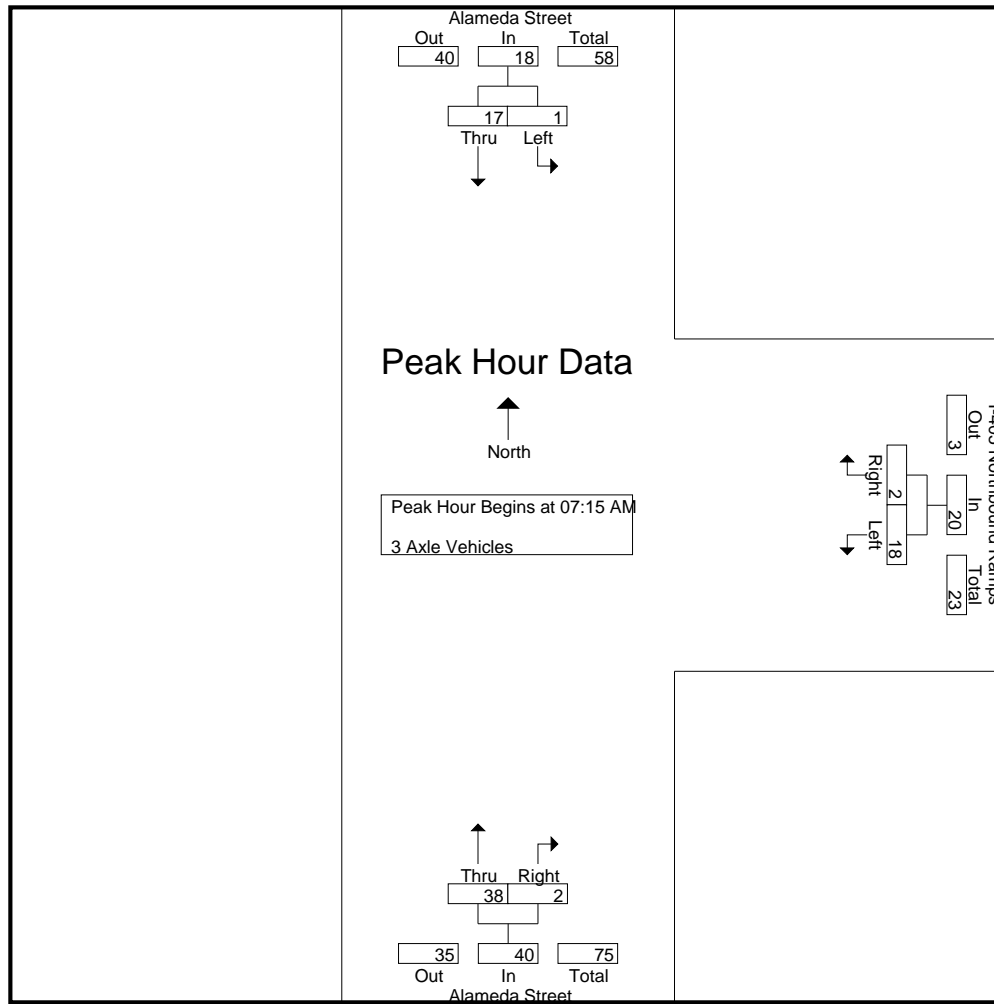 Alameda Street
Out In Total
40 18 58
17 1
Thru Left
Peak Hour Data
North
Peak Hour Begins at 07:15 AM
3 Axle Vehicles
Northbound Ramps
Out In Total
3 20 23
2 18
Right Left
Thru Right
38 2
35 40 75
Out In Total
Alameda Street